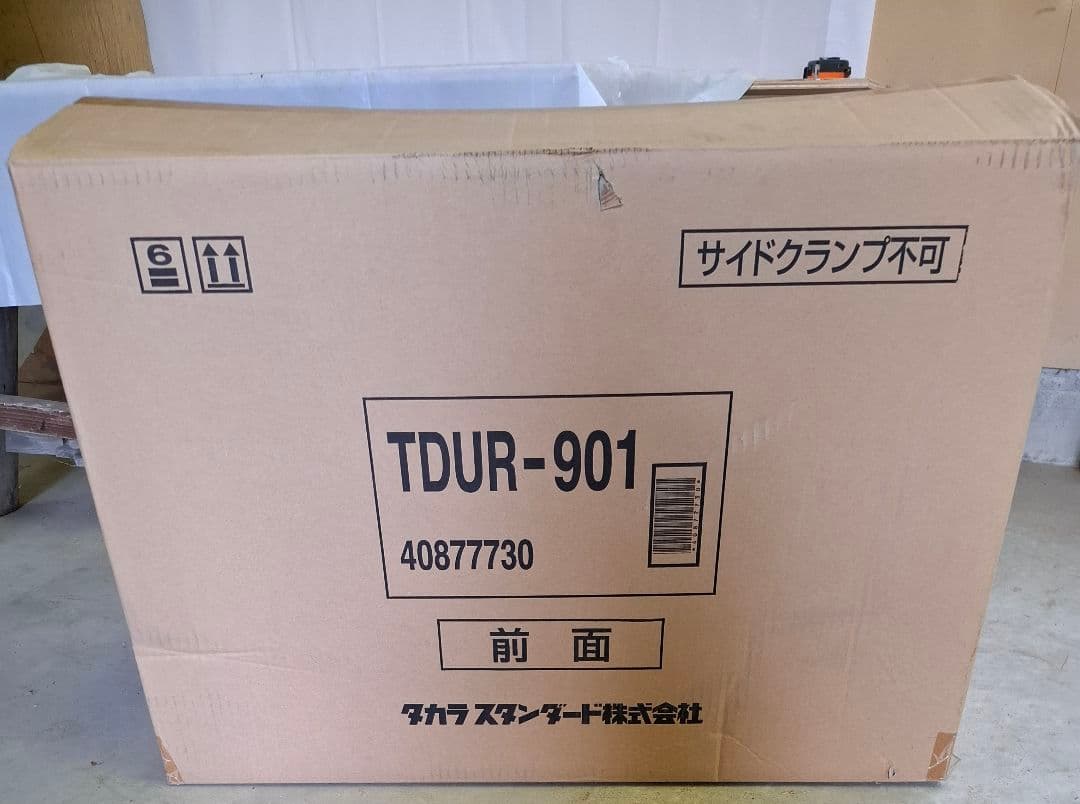 6
サイドクランプ不可
TDUR-901
40877730
*40877730*
前 面
タカラスタンダード株式会社